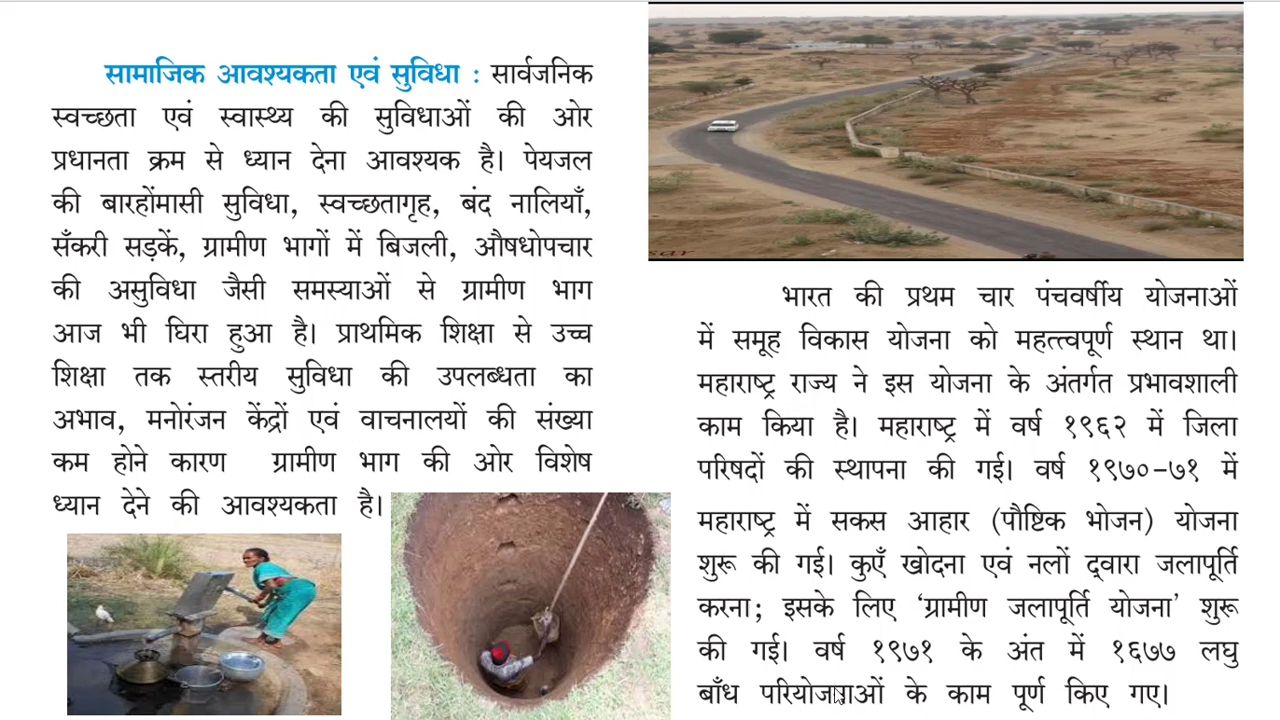 सामाजिक आवश्यकता एवं सुविधा : सार्वजनिक
स्वच्छता एवं स्वास्थ्य की सुविधाओं की ओर
प्रधानता क्रम से ध्यान देना आवश्यक है। पेयजल
की बारहोंमासी सुविधा, स्वच्छतागृह, बंद नालियाँ,
सँकरी सड़कें, ग्रामीण भागों में बिजली, औषधोपचार
की असुविधा जैसी समस्याओं से ग्रामीण भाग
आज भी घिरा हुआ है। प्राथमिक शिक्षा से उच्च
शिक्षा तक स्तरीय सुविधा की उपलब्धता का
अभाव, मनोरंजन केंद्रों एवं वाचनालयों की संख्या
कम होने कारण ग्रामीण भाग की ओर विशेष
ध्यान देने की आवश्यकता है।
sar
भारत की प्रथम चार पंचवर्षीय योजनाओं
में समूह विकास योजना को महत्त्वपूर्ण स्थान था।
महाराष्ट्र राज्य ने इस योजना के अंतर्गत प्रभावशाली
काम किया है। महाराष्ट्र में वर्ष १९६२ में जिला
परिषदों की स्थापना की गई। वर्ष १९७०-७१ में
महाराष्ट्र में सकस आहार (पौष्टिक भोजन) योजना
शुरू की गई। कुएँ खोदना एवं नलों द्‌वारा जलापूर्ति
करना; इसके लिए ‘ग्रामीण जलापूर्ति योजना’ शुरू
की गई। वर्ष १९७१ के अंत में १६७७ लघु
बाँध परियोजनाओं के काम पूर्ण किए गए।